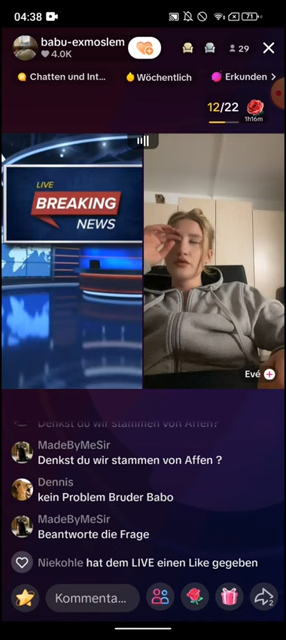 04:38
71
babu-exmoslem
4.0K
29
Chatten und Int...
Wöchentlich
Erkunden
12/22
1h16m
LIVE
BREAKING
NEWS
Evé
Denkst du wir stammen von Affen?
MadeByMeSir
Denkst du wir stammen von Affen ?
Dennis
kein Problem Bruder Babo
MadeByMeSir
Beantworte die Frage
Niekohle hat dem LIVE einen Like gegeben
Kommenta...
2